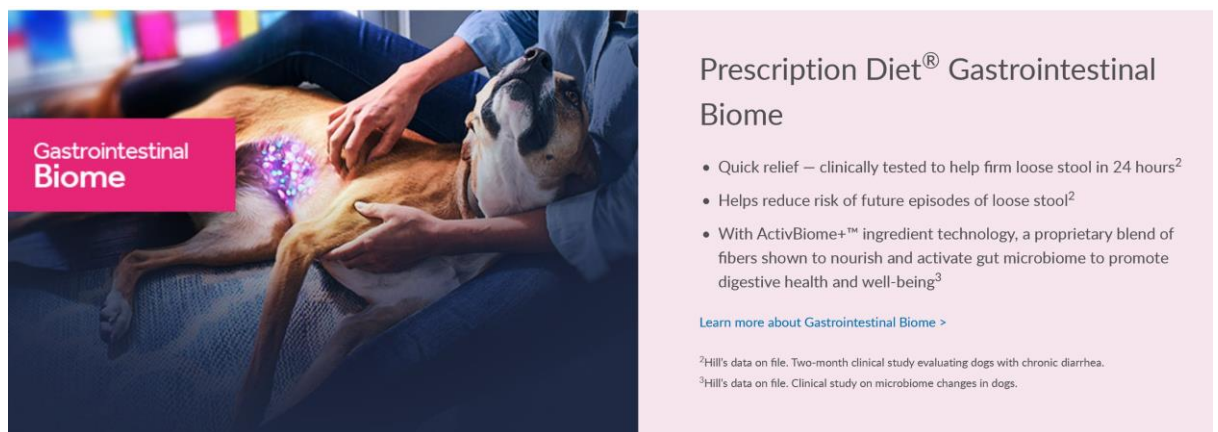 Gastrointestinal
Biome
Prescription Diet® Gastrointestinal
Biome
• Quick relief — clinically tested to help firm loose stool in 24 hours²
• Helps reduce risk of future episodes of loose stool²
• With ActivBiome+™ ingredient technology, a proprietary blend of
fibers shown to nourish and activate gut microbiome to promote
digestive health and well-being³
Learn more about Gastrointestinal Biome >
²Hill's data on file. Two-month clinical study evaluating dogs with chronic diarrhea.
³Hill's data on file. Clinical study on microbiome changes in dogs.